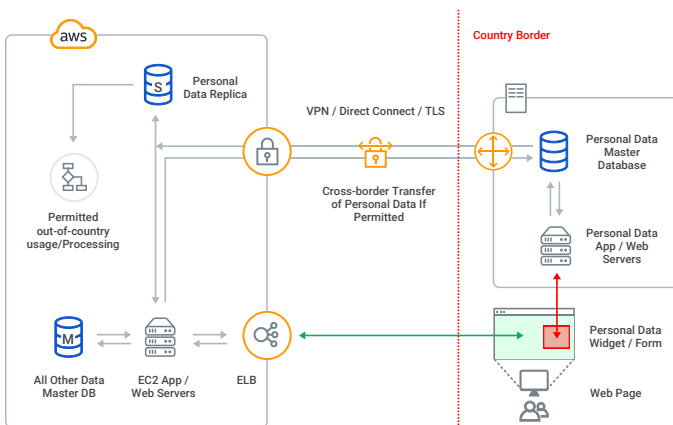 aws
Country Border
Personal
Data Replica
S
VPN / Direct Connect / TLS
Personal Data
Master
Database
Cross-border Transfer
of Personal Data If
Permitted
Permitted
out-of-country
usage/Processing
Personal Data
App / Web
Servers
M
Personal Data
Widget / Form
All Other Data
Master DB
EC2 App /
Web Servers
ELB
Web Page